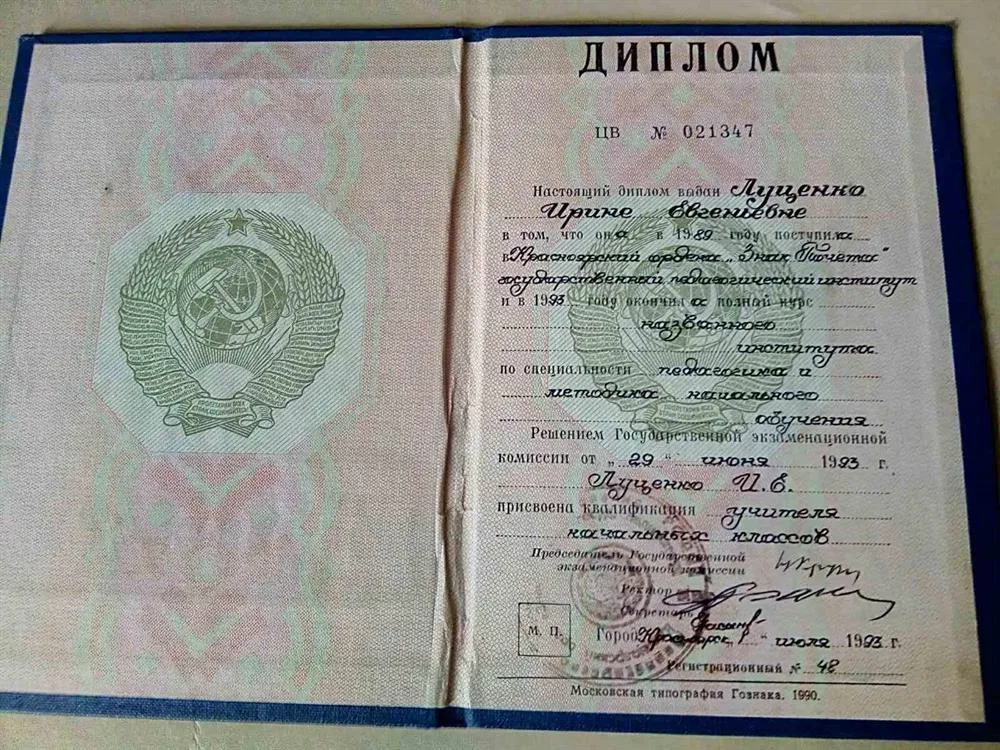 ДИПЛОМ
ЦВ № 021347
Настоящий диплом выдан Луценко
Ирине Евгеньевне
в том, что она в 1989 году поступила
в Красноярский ордена „Знак Почета"
государственный педагогический институт
и в 1993 году окончила полный курс
названного
института
по специальности педагогика и
методика начального
обучения
Решением Государственной экзаменационной
комиссии от „29" июня 1993 г.
Луценко И.Е.
присвоена квалификация учителя
начальных классов
Председатель Государственной
экзаменационной комиссии
Ректор
Секретарь
М. П.
Город Красноярск, 1 " июля 1993 г.
Регистрационный № 48
Московская типография Гознака. 1990.